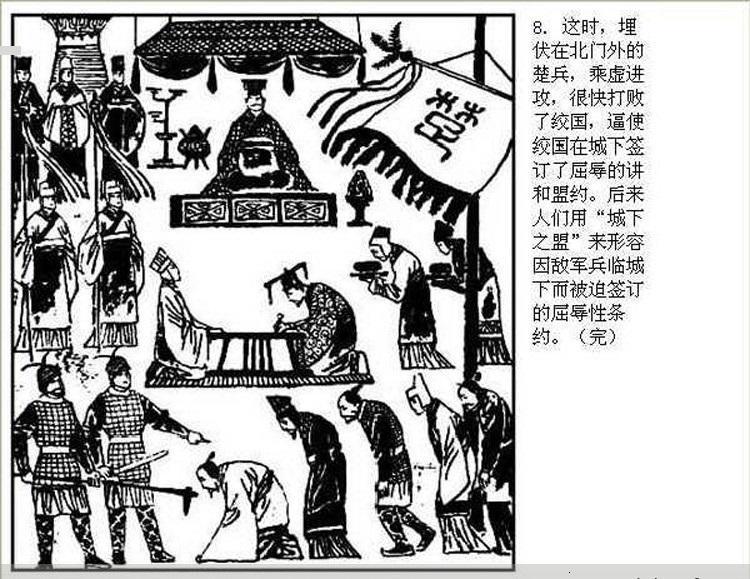 8. 这时，埋
伏在北门外的
楚兵，乘虚进
攻，很快打败
了绞国，逼使
绞国在城下签
订了屈辱的讲
和盟约。后来
人们用“城下
之盟”来形容
因敌军兵临城
下而被迫签订
的屈辱性条
约。（完）
楚